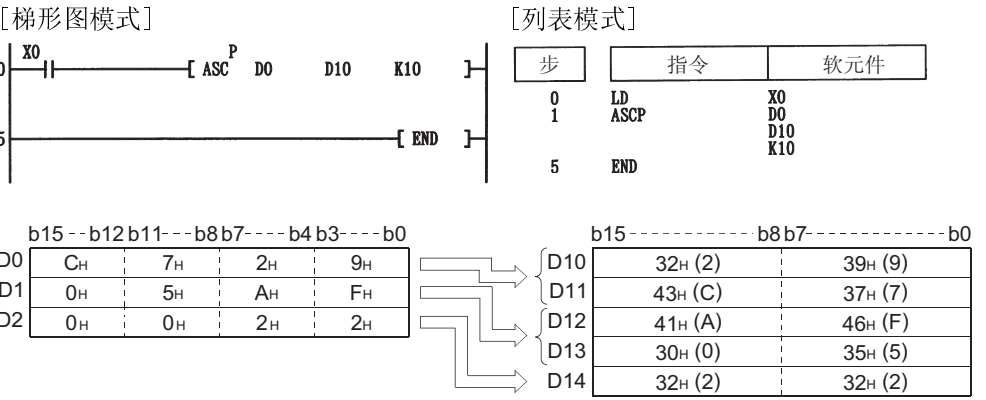 [梯形图模式]
X0 P
0 ASC D0 D10 K10
5 END
[列表模式]
步 指令 软元件
0 LD X0
1 ASCP D0
D10
K10
5 END
b15--b12 b11---b8 b7----b4 b3----b0
D0 CH 7H 2H 9H
D1 0H 5H AH FH
D2 0H 0H 2H 2H
b15-----------b8 b7-------------b0
D10 32H (2) 39H (9)
D11 43H (C) 37H (7)
D12 41H (A) 46H (F)
D13 30H (0) 35H (5)
D14 32H (2) 32H (2)